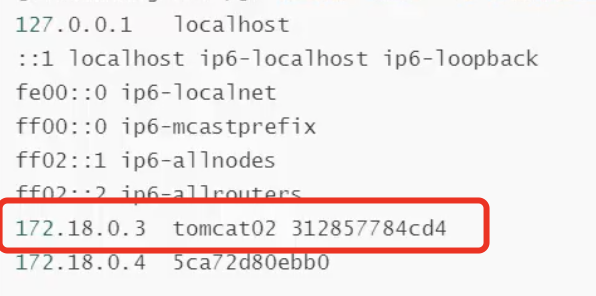 127.0.0.1 localhost
::1 localhost ip6-localhost ip6-loopback
fe00::0 ip6-localnet
ff00::0 ip6-mcastprefix
ff02::1 ip6-allnodes
ff02::2 ip6-allrouters
172.18.0.3 tomcat02 312857784cd4
172.18.0.4 5ca72d80ebb0